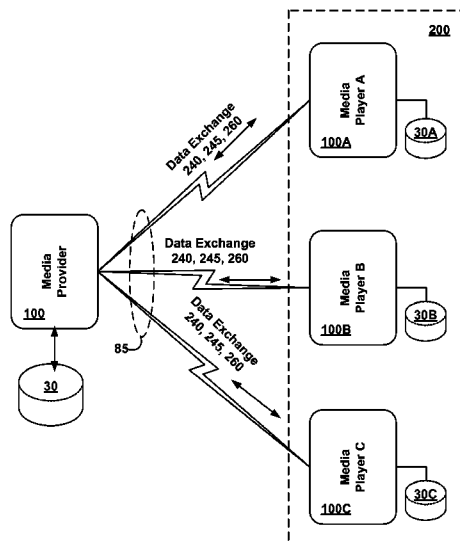 200
Media
Player A
100A
30A
Data Exchange
240, 245, 260
Media
Provider
100
30
85
Data Exchange
240, 245, 260
Media
Player B
100B
30B
Data Exchange
240, 245, 260
Media
Player C
100C
30C